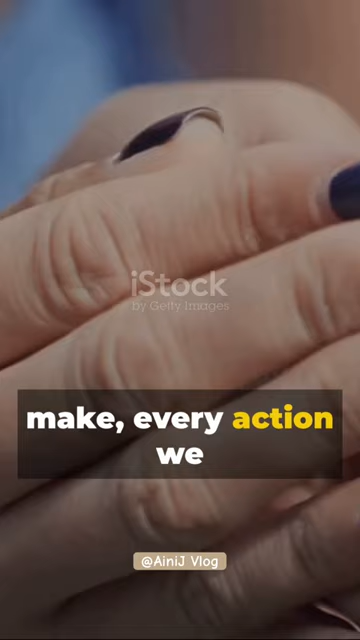 iStock
by Getty Images
make, every action
we
@AiniJ Vlog